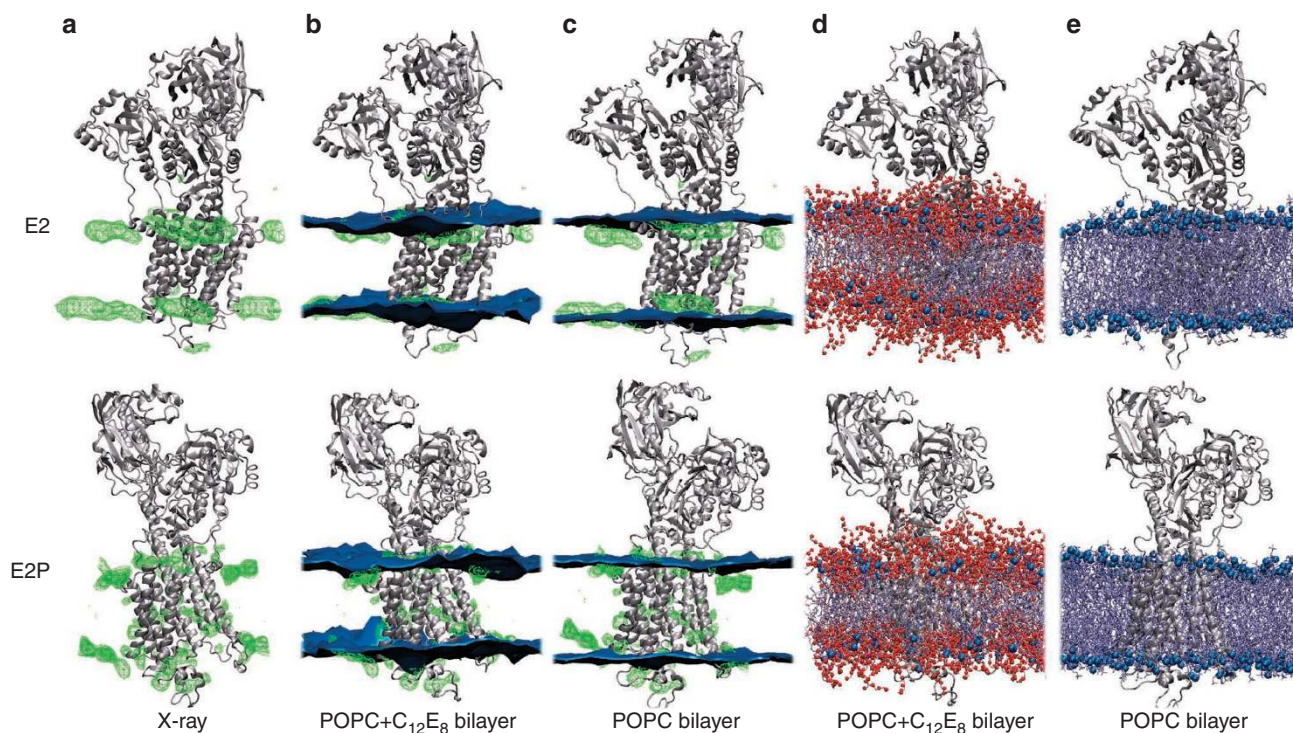 a b c d e
E2
E2P
X-ray POPC+C₁₂E₈ bilayer POPC bilayer POPC+C₁₂E₈ bilayer POPC bilayer